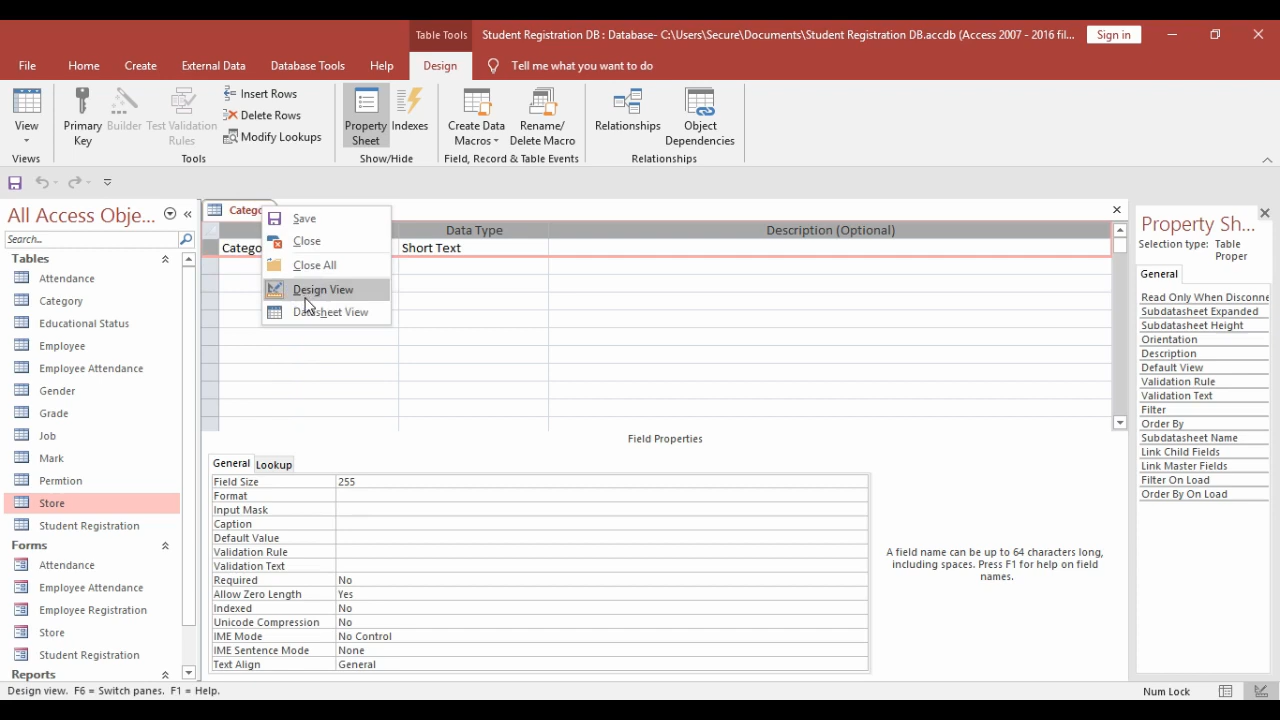 Table Tools
Student Registration DB : Database- C:\Users\Secure\Documents\Student Registration DB.accdb (Access 2007 - 2016 fil...
Sign in
File
Home
Create
External Data
Database Tools
Help
Design
Tell me what you want to do
View
Primary Key
Builder
Test Validation Rules
Insert Rows
Delete Rows
Modify Lookups
Property Sheet
Indexes
Create Data Macros
Rename/ Delete Macro
Relationships
Object Dependencies
Views
Tools
Show/Hide
Field, Record & Table Events
Relationships
All Access Obje...
Search...
Tables
Attendance
Category
Educational Status
Employee
Employee Attendance
Gender
Grade
Job
Mark
Permtion
Store
Student Registration
Forms
Attendance
Employee Attendance
Employee Registration
Store
Student Registration
Reports
Catego
Data Type
Description (Optional)
Catego
Short Text
Save
Close
Close All
Design View
Datasheet View
Field Properties
General
Lookup
Field Size 255
Format
Input Mask
Caption
Default Value
Validation Rule
Validation Text
Required No
Allow Zero Length Yes
Indexed No
Unicode Compression No
IME Mode No Control
IME Sentence Mode None
Text Align General
A field name can be up to 64 characters long,
including spaces. Press F1 for help on field
names.
Property Sh...
Selection type: Table
Proper
General
Read Only When Disconne
Subdatasheet Expanded
Subdatasheet Height
Orientation
Description
Default View
Validation Rule
Validation Text
Filter
Order By
Subdatasheet Name
Link Child Fields
Link Master Fields
Filter On Load
Order By On Load
Design view. F6 = Switch panes. F1 = Help.
Num Lock